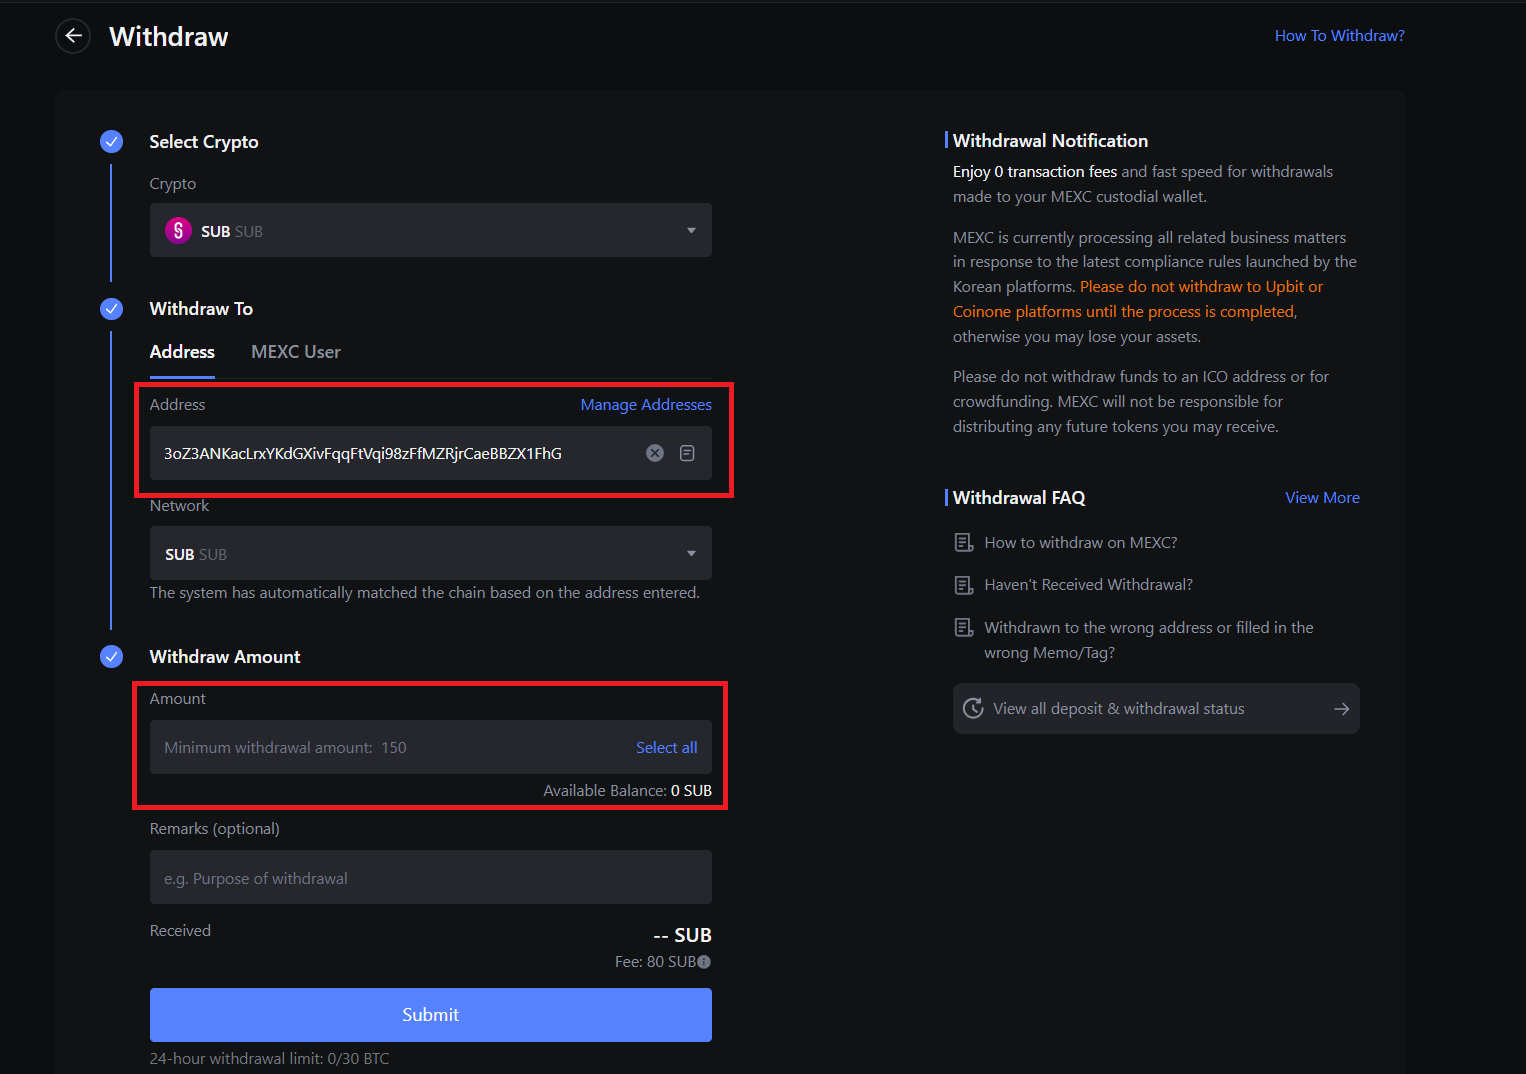 Withdraw
How To Withdraw?
Select Crypto
Crypto
SUB SUB
Withdraw To
Address MEXC User
Address Manage Addresses
3oZ3ANKacLrxYKdGXivFqqFtVqi98zFfMZRjrCaeBBZX1FhG
Network
SUB SUB
The system has automatically matched the chain based on the address entered.
Withdraw Amount
Amount
Minimum withdrawal amount: 150 Select all
Available Balance: 0 SUB
Remarks (optional)
e.g. Purpose of withdrawal
Received -- SUB
Fee: 80 SUB
Submit
24-hour withdrawal limit: 0/30 BTC
Withdrawal Notification
Enjoy 0 transaction fees and fast speed for withdrawals
made to your MEXC custodial wallet.
MEXC is currently processing all related business matters
in response to the latest compliance rules launched by the
Korean platforms. Please do not withdraw to Upbit or
Coinone platforms until the process is completed,
otherwise you may lose your assets.
Please do not withdraw funds to an ICO address or for
crowdfunding. MEXC will not be responsible for
distributing any future tokens you may receive.
Withdrawal FAQ View More
How to withdraw on MEXC?
Haven't Received Withdrawal?
Withdrawn to the wrong address or filled in the
wrong Memo/Tag?
View all deposit & withdrawal status